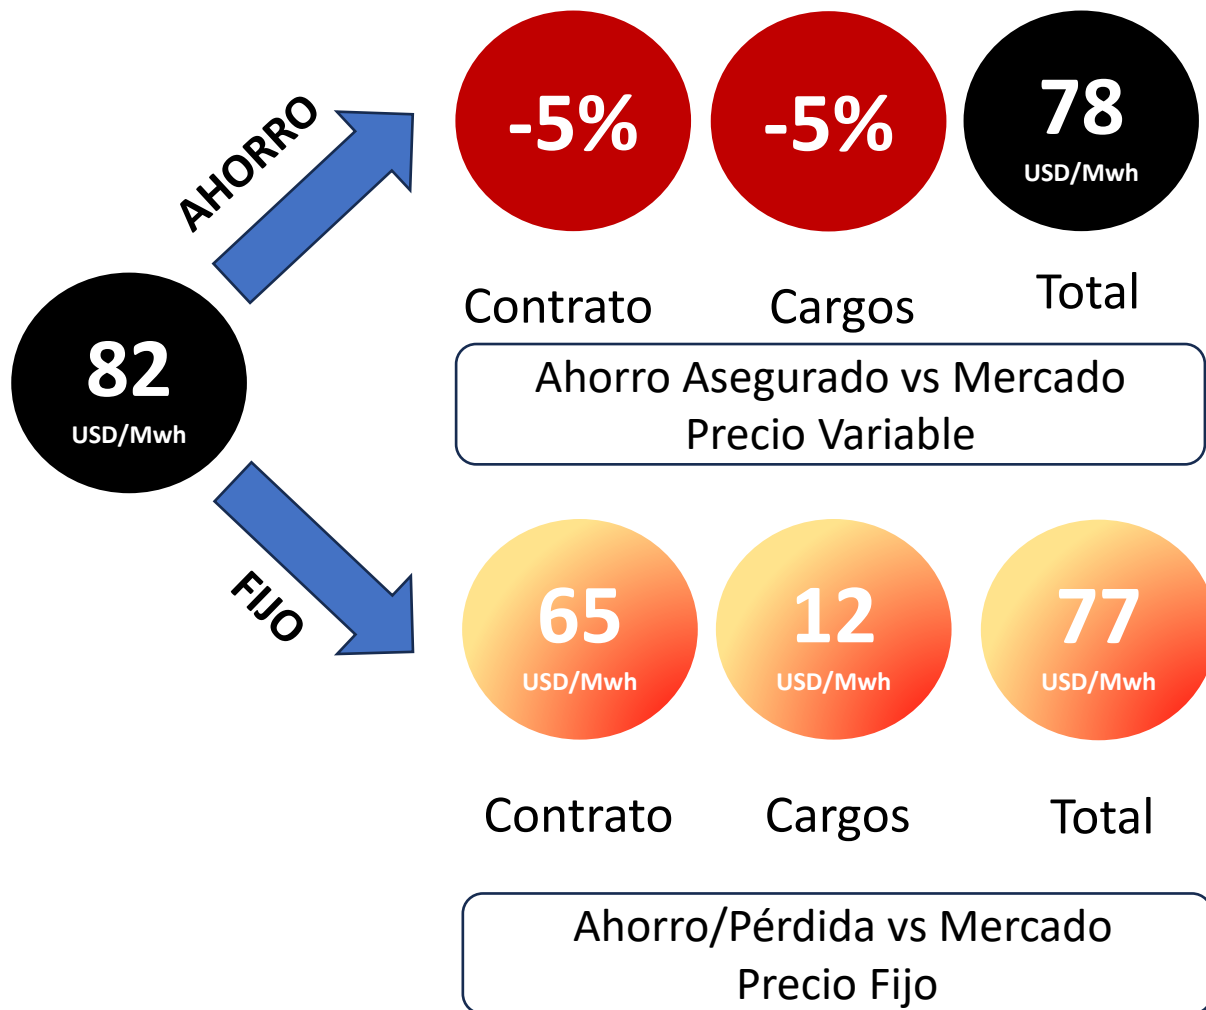 AHORRO
-5%
-5%
78
USD/Mwh
Contrato
Cargos
Total
Ahorro Asegurado vs Mercado
Precio Variable
82
USD/Mwh
FIJO
65
USD/Mwh
12
USD/Mwh
77
USD/Mwh
Contrato
Cargos
Total
Ahorro/Pérdida vs Mercado
Precio Fijo